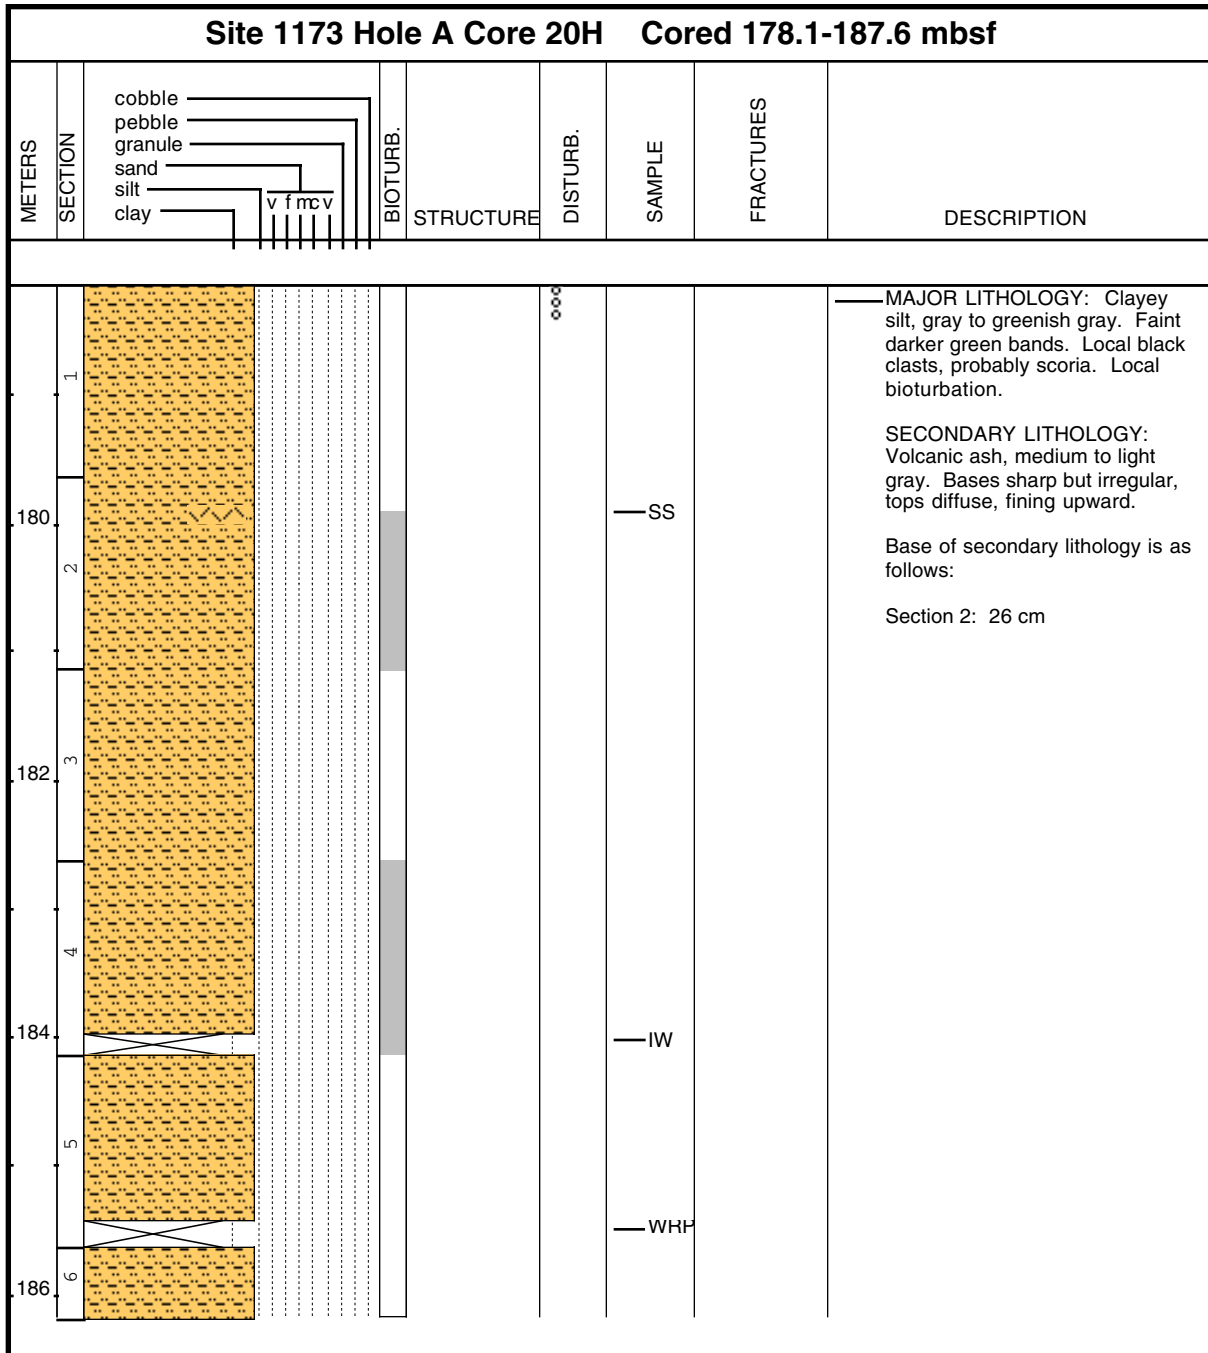 Site 1173 Hole A Core 20H Cored 178.1-187.6 mbsf
METERS
SECTION
cobble
pebble
granule
sand
silt
clay
v f m c v
BIOTURB.
STRUCTURE
DISTURB.
SAMPLE
FRACTURES
DESCRIPTION
MAJOR LITHOLOGY: Clayey
silt, gray to greenish gray. Faint
darker green bands. Local black
clasts, probably scoria. Local
bioturbation.
SECONDARY LITHOLOGY:
Volcanic ash, medium to light
gray. Bases sharp but irregular,
tops diffuse, fining upward.
Base of secondary lithology is as
follows:
Section 2: 26 cm
1
180
SS
2
3
182
4
184
IW
5
WRP
6
186